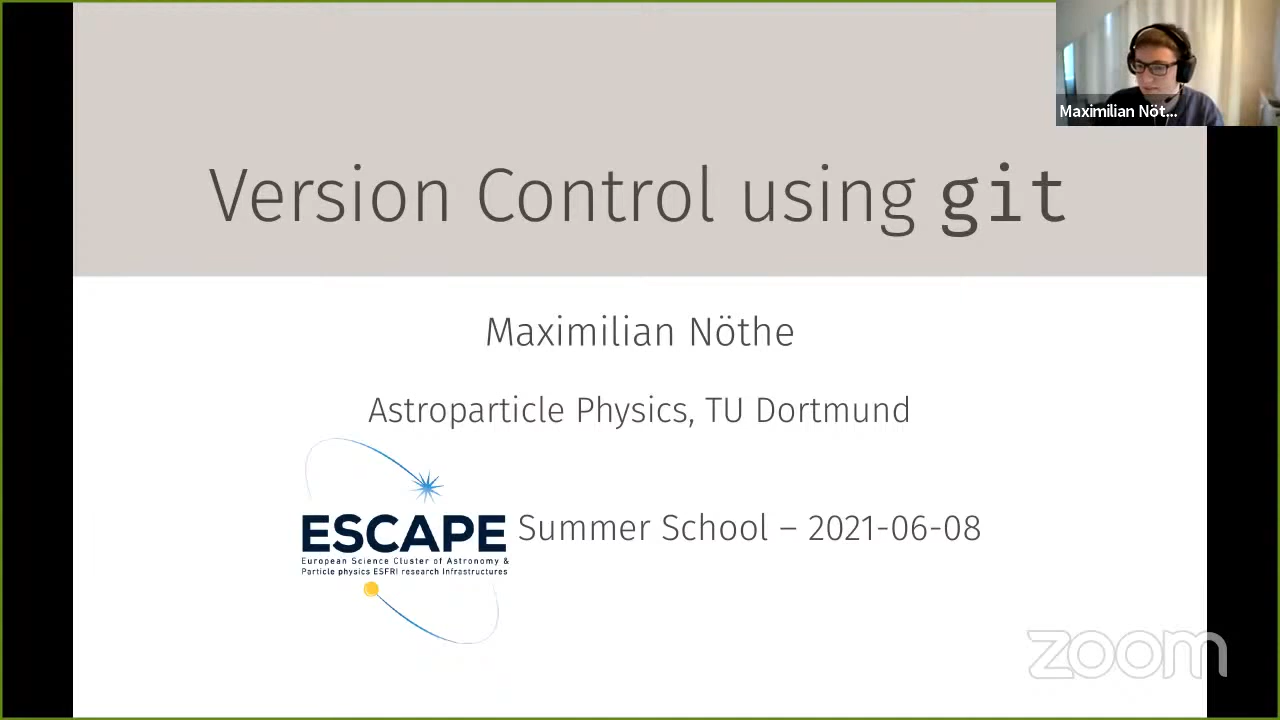 Maximilian Nöt...
Version Control using git
Maximilian Nöthe
Astroparticle Physics, TU Dortmund
ESCAPE
European Science Cluster of Astronomy &
Particle physics ESFRI research Infrastructures
Summer School – 2021-06-08
zoom